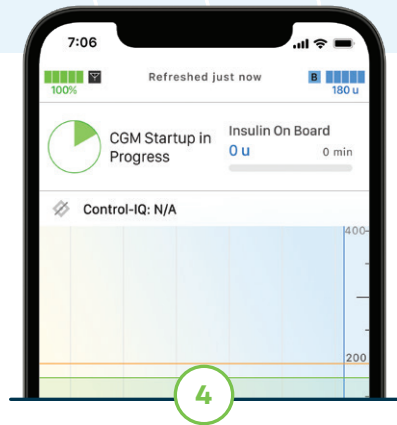 7:06
100%
Refreshed just now
B
180 u
CGM Startup in
Progress
Insulin On Board
0 u
0 min
Control-IQ: N/A
400
200
4